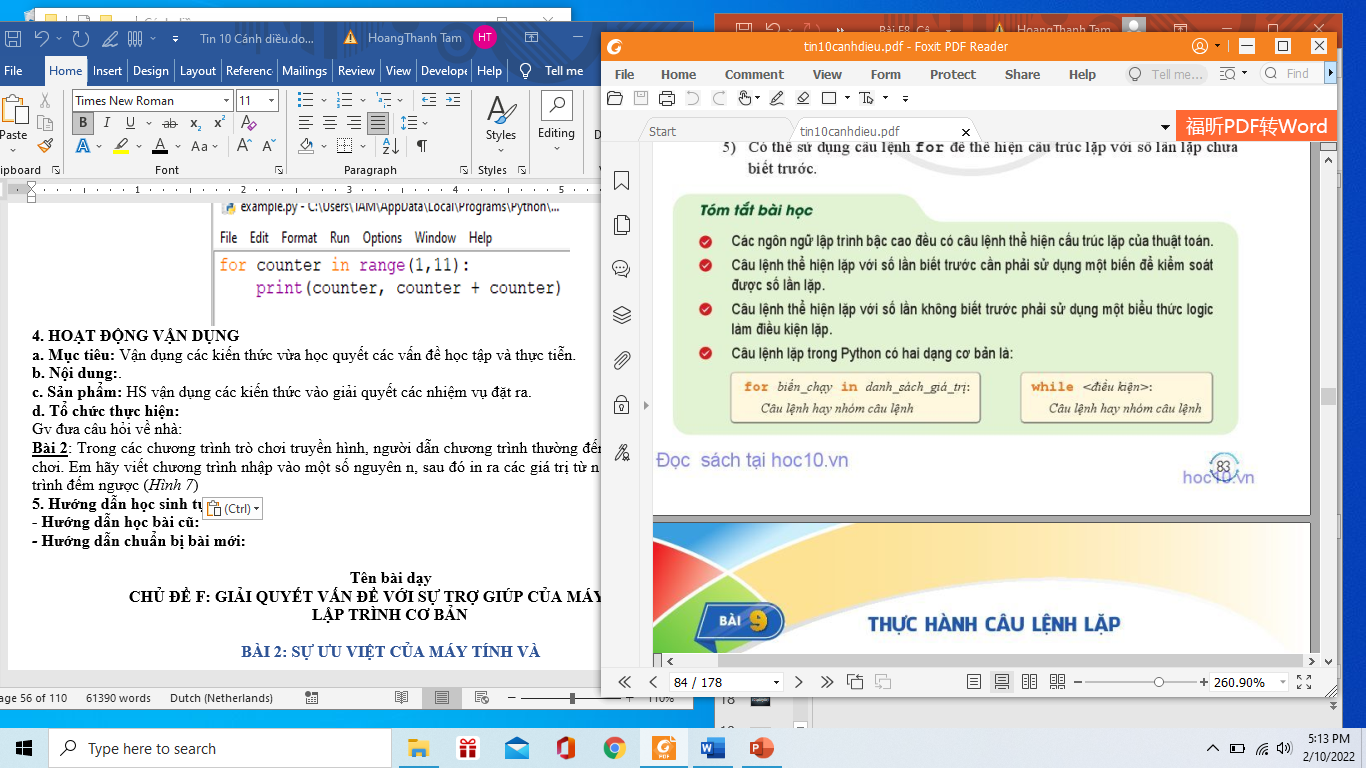 Tin 10 Cánh diều.do...
HoangThanh Tam
HT
File Home Insert Design Layout Referenc Mailings Review View Develope Help Tell me
Times New Roman
11
Paste
Styles
Editing
Clipboard
Font
Paragraph
Styles
example.py - C:\Users\TAM\AppData\Local\Programs\Python\...
File Edit Format Run Options Window Help
for counter in range(1,11):
print(counter, counter + counter)
4. HOẠT ĐỘNG VẬN DỤNG
a. Mục tiêu: Vận dụng các kiến thức vừa học quyết các vấn đề học tập và thực tiễn.
b. Nội dung:.
c. Sản phẩm: HS vận dụng các kiến thức vào giải quyết các nhiệm vụ đặt ra.
d. Tổ chức thực hiện:
Gv đưa câu hỏi về nhà:
Bài 2: Trong các chương trình trò chơi truyền hình, người dẫn chương trình thường đếm
chơi. Em hãy viết chương trình nhập vào một số nguyên n, sau đó in ra các giá trị từ n
trình đếm ngược (Hình 7)
5. Hướng dẫn học sinh tự
(Ctrl)
- Hướng dẫn học bài cũ:
- Hướng dẫn chuẩn bị bài mới:
Tên bài dạy
CHỦ ĐỀ F: GIẢI QUYẾT VẤN ĐỀ VỚI SỰ TRỢ GIÚP CỦA MÁY
LẬP TRÌNH CƠ BẢN
BÀI 2: SỰ ƯU VIỆT CỦA MÁY TÍNH VÀ
age 56 of 110 61390 words Dutch (Netherlands)
110%
tin10canhdieu.pdf - Foxit PDF Reader
File Home Comment View Form Protect Share Help Tell me... Find
Start
tin10canhdieu.pdf
福昕PDF转Word
5) Có thể sử dụng câu lệnh for để thể hiện cấu trúc lặp với số lần lặp chưa
biết trước.
Tóm tắt bài học
Các ngôn ngữ lập trình bậc cao đều có câu lệnh thể hiện cấu trúc lặp của thuật toán.
Câu lệnh thể hiện lặp với số lần biết trước cần phải sử dụng một biến để kiểm soát
được số lần lặp.
Câu lệnh thể hiện lặp với số lần không biết trước phải sử dụng một biểu thức logic
làm điều kiện lặp.
Câu lệnh lặp trong Python có hai dạng cơ bản là:
for biến_chạy in danh_sách_giá_trị:
Câu lệnh hay nhóm câu lệnh
while <điều kiện>:
Câu lệnh hay nhóm câu lệnh
Đọc sách tại hoc10.vn
83
hoc10.vn
BÀI 9
THỰC HÀNH CÂU LỆNH LẶP
84 / 178
260.90%
18
Type here to search
5:13 PM
2/10/2022